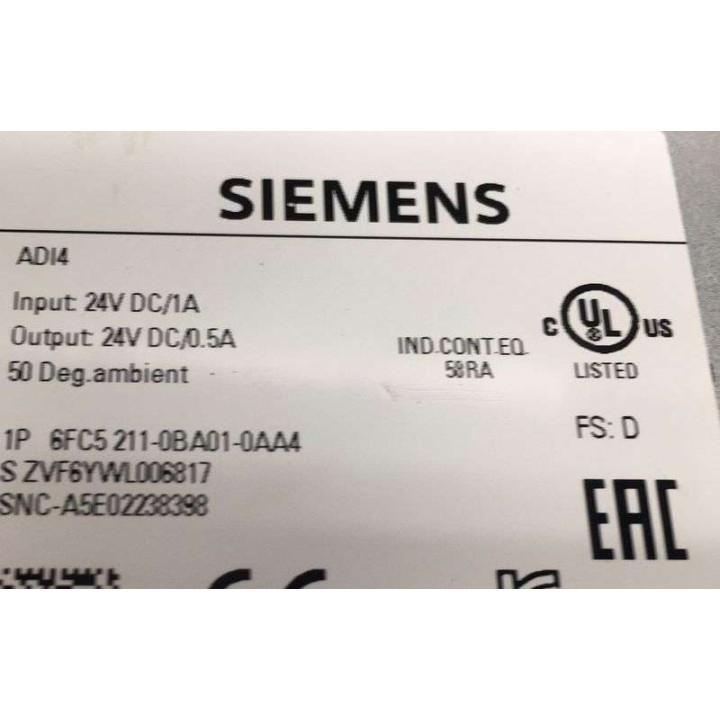 SIEMENS
ADI4
Input: 24V DC/1A
Output: 24V DC/0.5A
50 Deg.ambient
IND.CONT.EQ.
58RA
C UL US
LISTED
1P 6FC5 211-0BA01-0AA4
S ZVF6YWL006817
SNC-A5E02238398
FS: D
EAC
CE